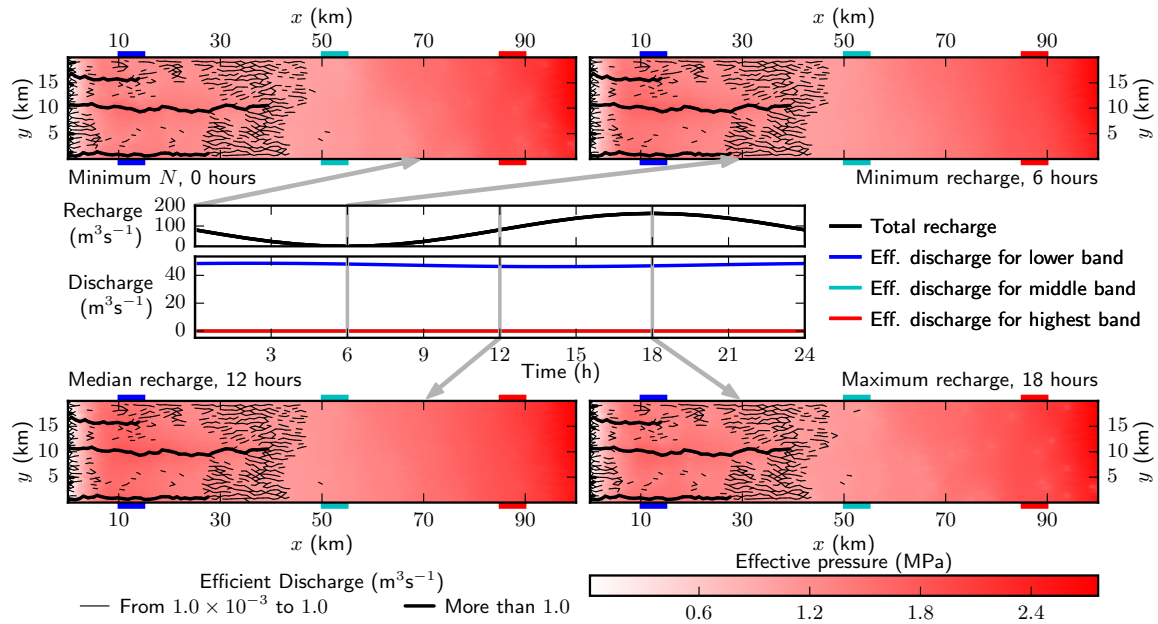 x (km) x (km)
10 30 50 70 90 10 30 50 70 90
y (km) 15 10 5 15 10 5 y (km)
Minimum N, 0 hours Minimum recharge, 6 hours
Recharge (m³s⁻¹) 200 100 0
Discharge (m³s⁻¹) 40 0
3 6 9 12 15 18 21 24
Time (h)
Total recharge
Eff. discharge for lower band
Eff. discharge for middle band
Eff. discharge for highest band
Median recharge, 12 hours Maximum recharge, 18 hours
y (km) 15 10 5 15 10 5 y (km)
10 30 50 70 90 10 30 50 70 90
x (km) x (km)
Efficient Discharge (m³s⁻¹)
From 1.0 × 10⁻³ to 1.0 More than 1.0
Effective pressure (MPa)
0.6 1.2 1.8 2.4